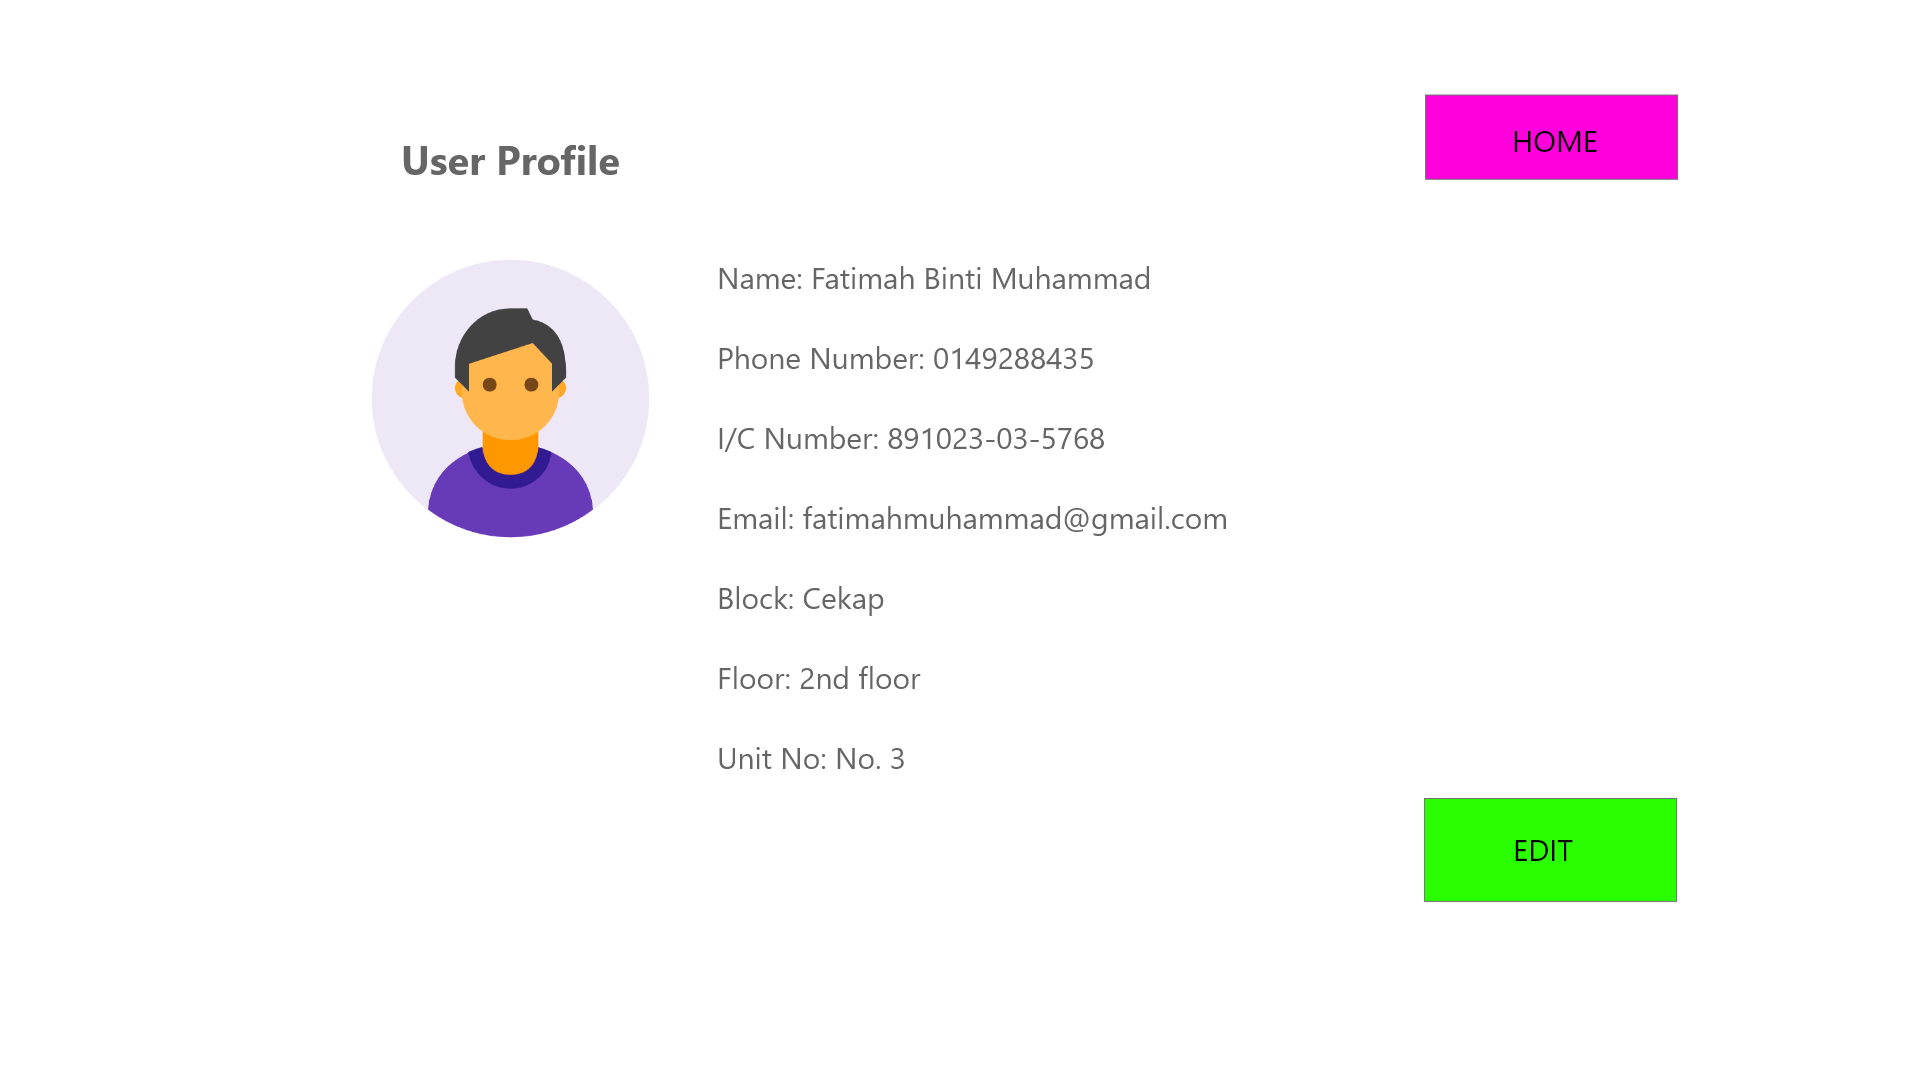 HOME
User Profile
Name: Fatimah Binti Muhammad
Phone Number: 0149288435
I/C Number: 891023-03-5768
Email: fatimahmuhammad@gmail.com
Block: Cekap
Floor: 2nd floor
Unit No: No. 3
EDIT